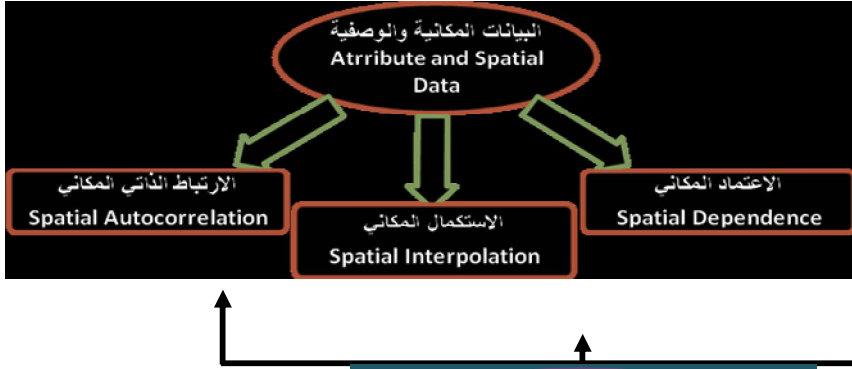 البيانات المكانية والوصفية
Atrribute and Spatial
Data
الارتباط الذاتي المكاني
Spatial Autocorrelation
الاستكمال المكاني
Spatial Interpolation
الاعتماد المكاني
Spatial Dependence